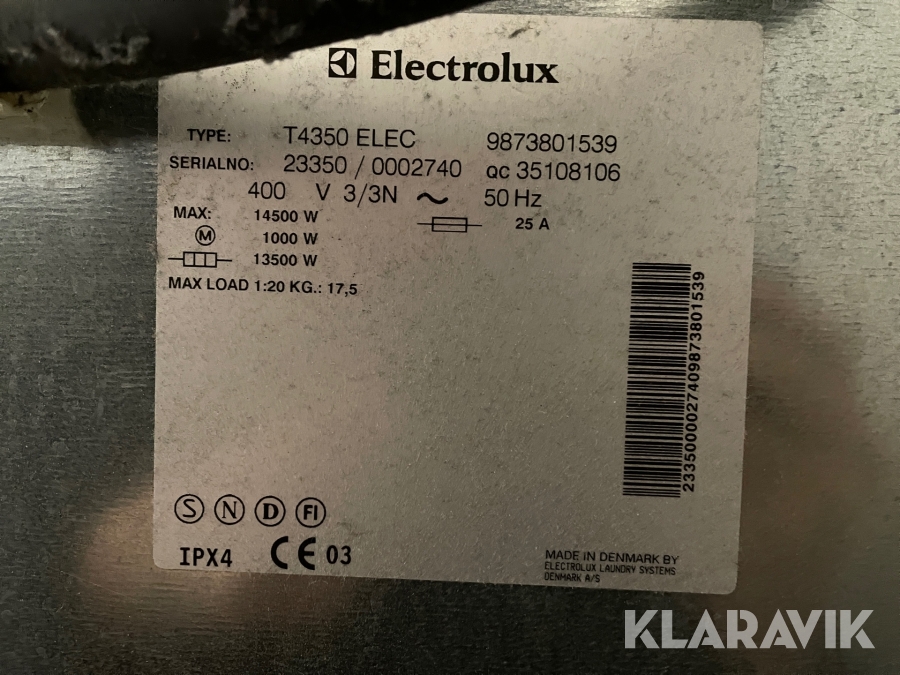 Electrolux
TYPE: T4350 ELEC 9873801539
SERIALNO: 23350 / 0002740 QC 35108106
400 V 3/3N ~ 50 Hz
MAX: 14500 W 25 A
M 1000 W
13500 W
MAX LOAD 1:20 KG.: 17,5
2335000027409873801539
S N D FI
IPX4 CE 03
MADE IN DENMARK BY
ELECTROLUX LAUNDRY SYSTEMS
DENMARK A/S
KLARAVIK